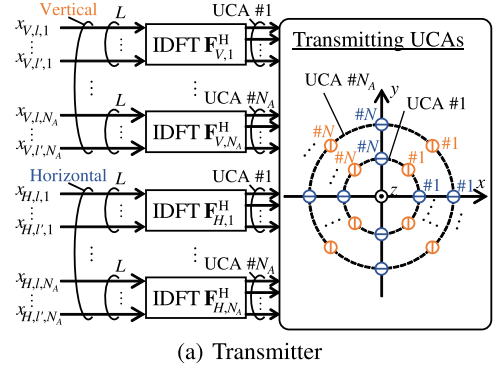 Vertical
L
UCA #1
x_{V,l,1}
⋮
x_{V,l′,1}
IDFT F^H_{V,1}
⋮
L
UCA #N_A
x_{V,l,N_A}
⋮
x_{V,l′,N_A}
IDFT F^H_{V,N_A}
Horizontal
L
UCA #1
x_{H,l,1}
⋮
x_{H,l′,1}
IDFT F^H_{H,1}
⋮
L
UCA #N_A
x_{H,l,N_A}
⋮
x_{H,l′,N_A}
IDFT F^H_{H,N_A}
Transmitting UCAs
UCA #N_A
y
UCA #1
#N
#N
#1
#N
#N
#1
z
#1
#1
x
(a) Transmitter